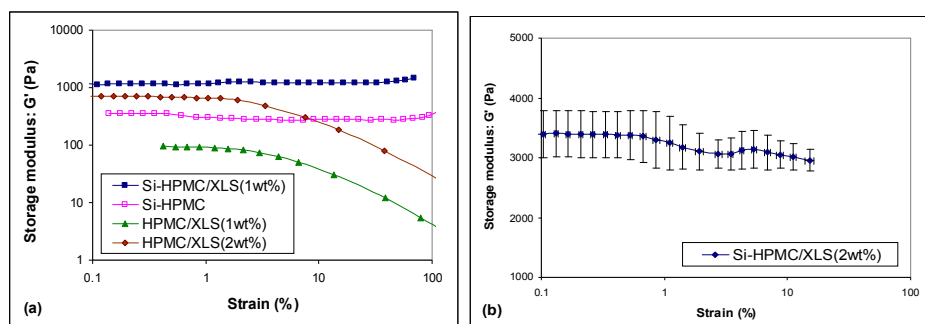 10000
1000
100
10
1
0.1
1
10
100
Storage modulus: G' (Pa)
Strain (%)
Si-HPMC/XLS(1wt%)
Si-HPMC
HPMC/XLS(1wt%)
HPMC/XLS(2wt%)
(a)
(b)
5000
4000
3000
2000
1000
0.1
1
10
100
Storage modulus: G' (Pa)
Strain (%)
Si-HPMC/XLS(2wt%)